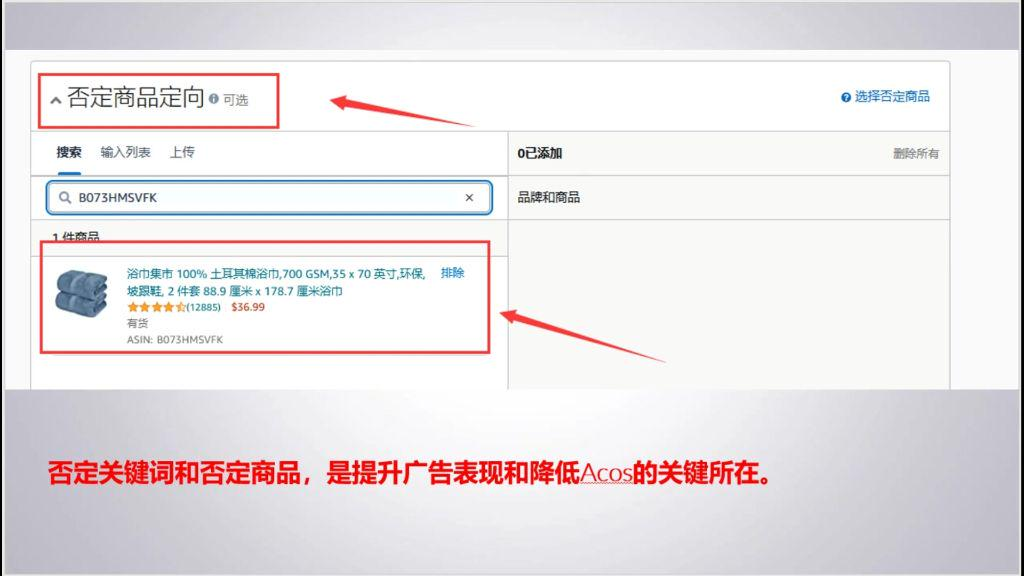 否定商品定向 可选
选择否定商品
搜索 输入列表 上传
0已添加
删除所有
B073HMSVFK
品牌和商品
1 件商品
浴巾集市 100% 土耳其棉浴巾,700 GSM,35 x 70 英寸,环保,
坡跟鞋, 2 件套 88.9 厘米 x 178.7 厘米浴巾
排除
(12885) $36.99
有货
ASIN: B073HMSVFK
否定关键词和否定商品，是提升广告表现和降低Acos的关键所在。